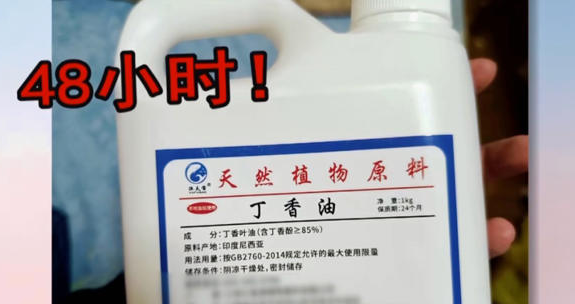 48小时!
天然植物原料
净 重:1kg
保质期:24个月
丁香油
成 分:丁香叶油(含丁香酚≥85%)
原料产地:印度尼西亚
用法用量:按GB2760-2014规定允许的最大使用限量
储存条件:阴凉干燥处,密封储存